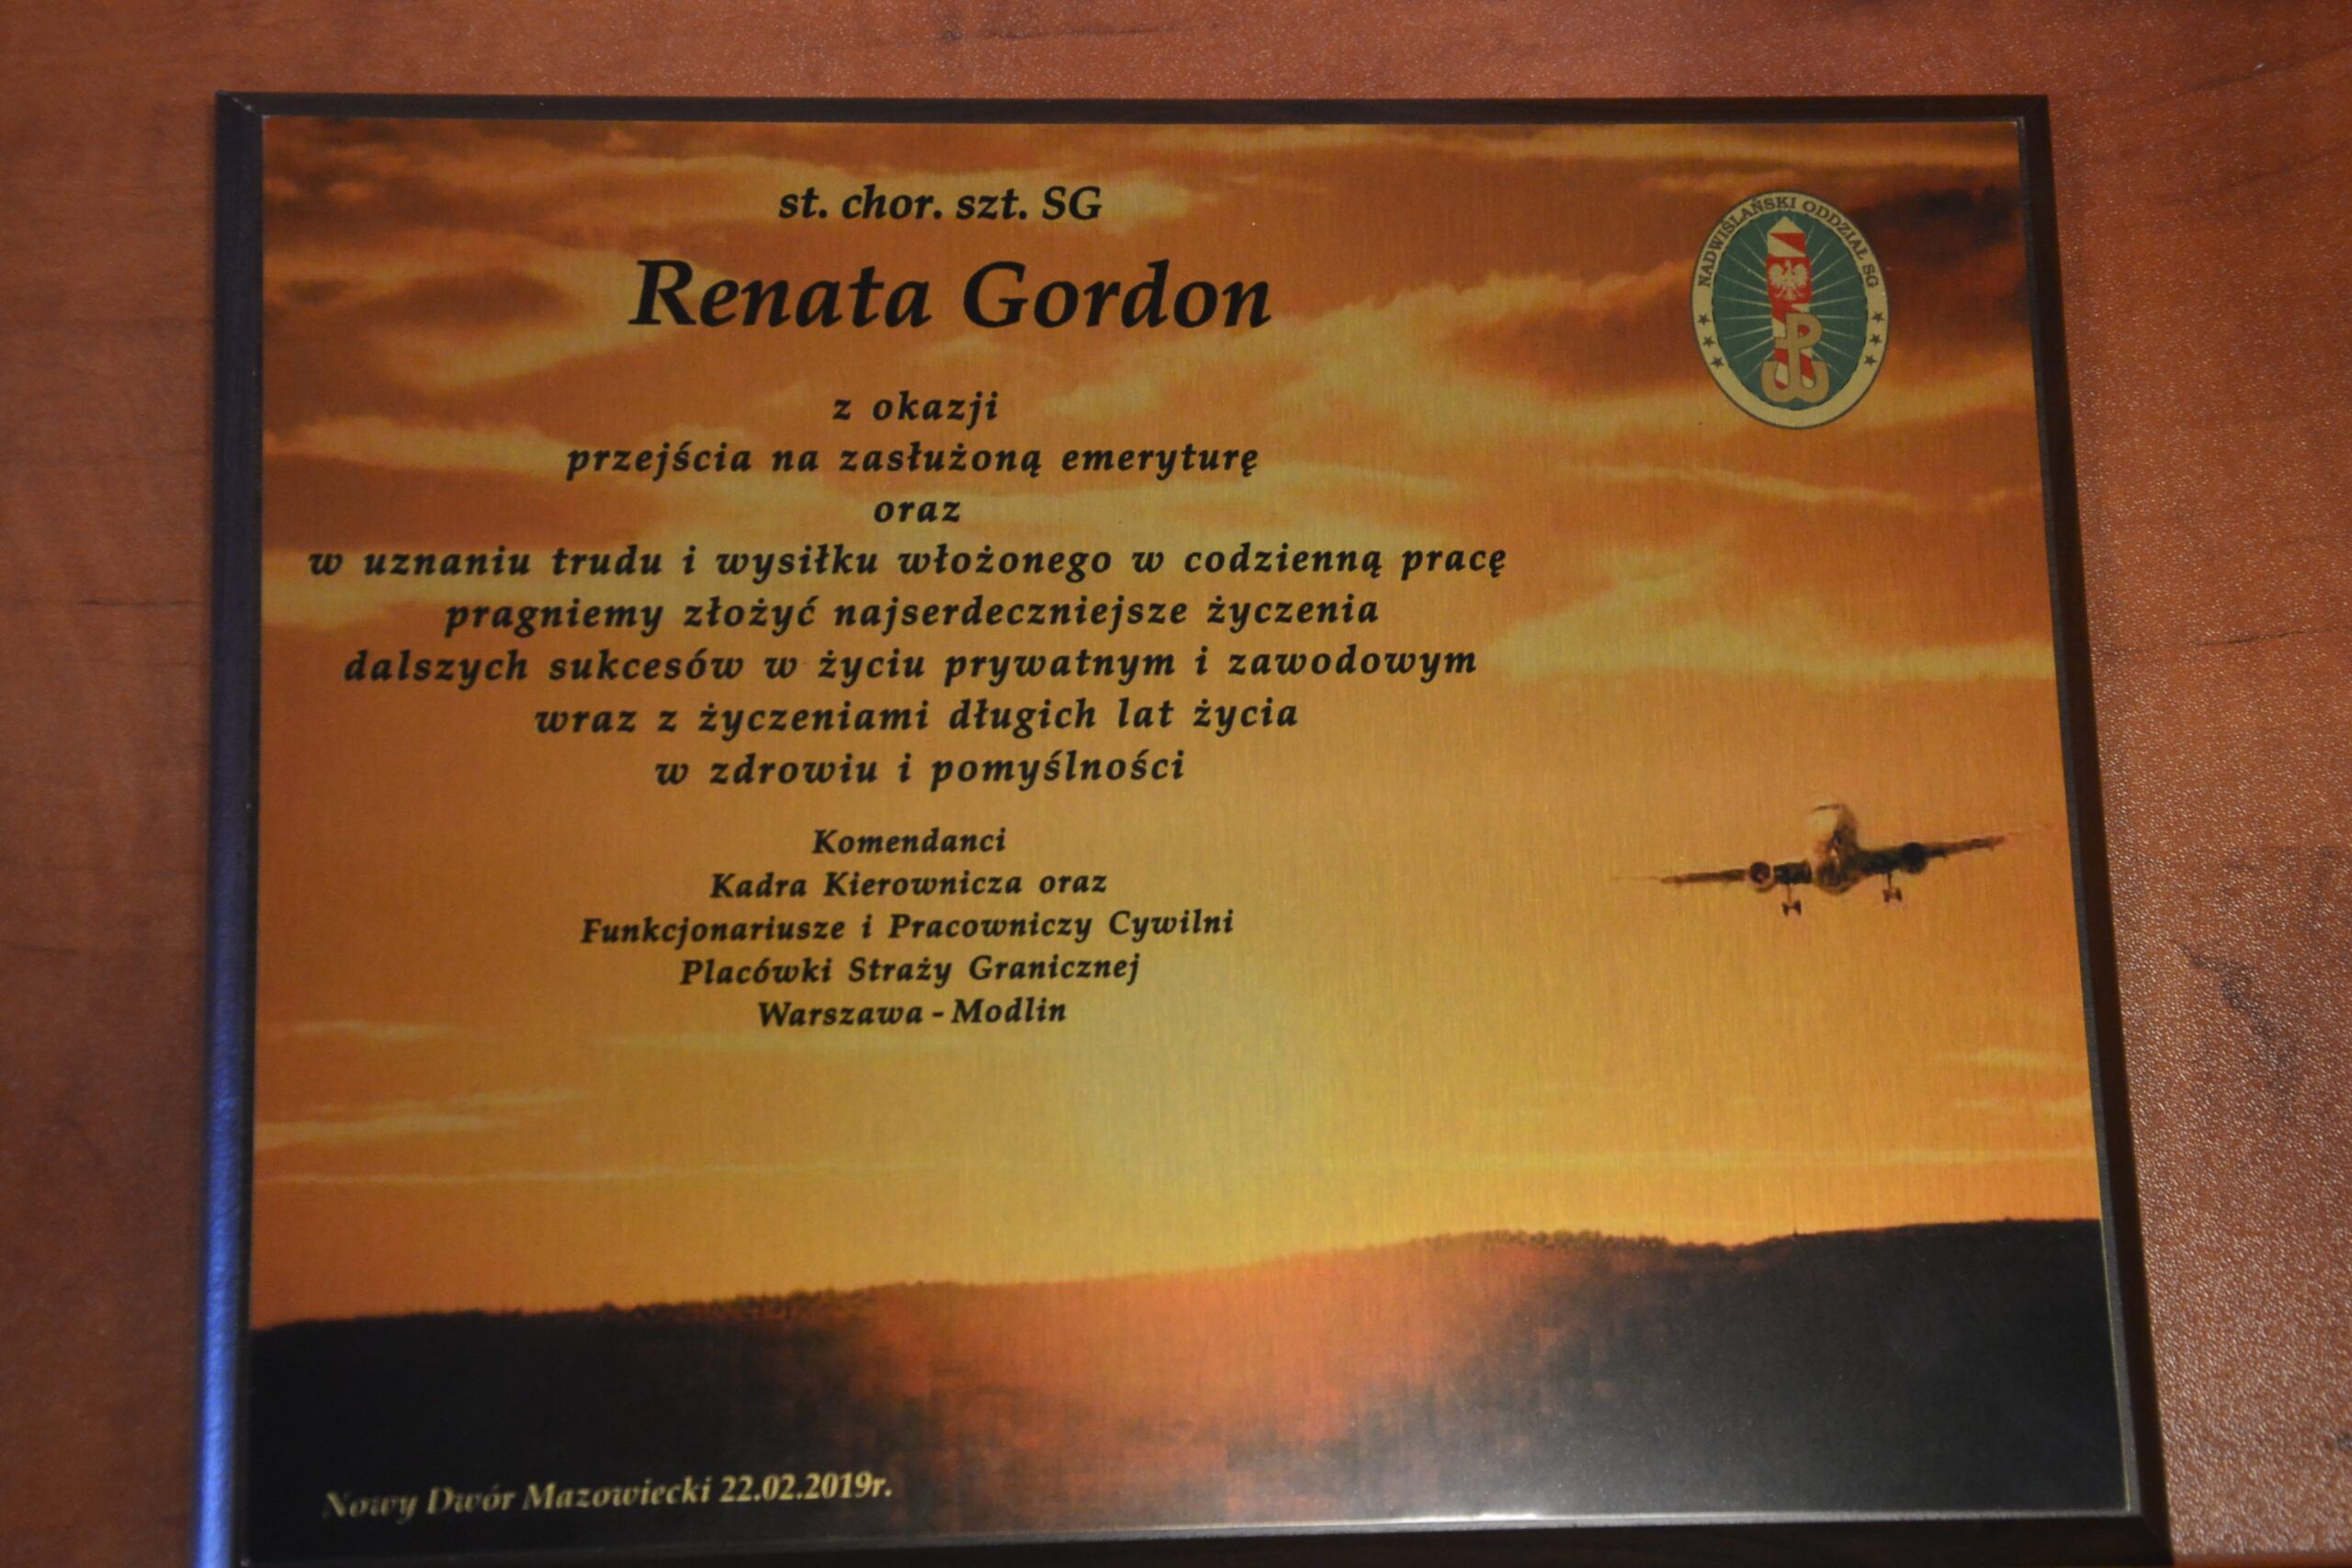 st. chor. szt. SG
Renata Gordon
NADWIŚLAŃSKI ODDZIAŁ SG
z okazji
przejścia na zasłużoną emeryturę
oraz
w uznaniu trudu i wysiłku włożonego w codzienną pracę
pragniemy złożyć najserdeczniejsze życzenia
dalszych sukcesów w życiu prywatnym i zawodowym
wraz z życzeniami długich lat życia
w zdrowiu i pomyślności
Komendanci
Kadra Kierownicza oraz
Funkcjonariusze i Pracowniczy Cywilni
Placówki Straży Granicznej
Warszawa - Modlin
Nowy Dwór Mazowiecki 22.02.2019r.